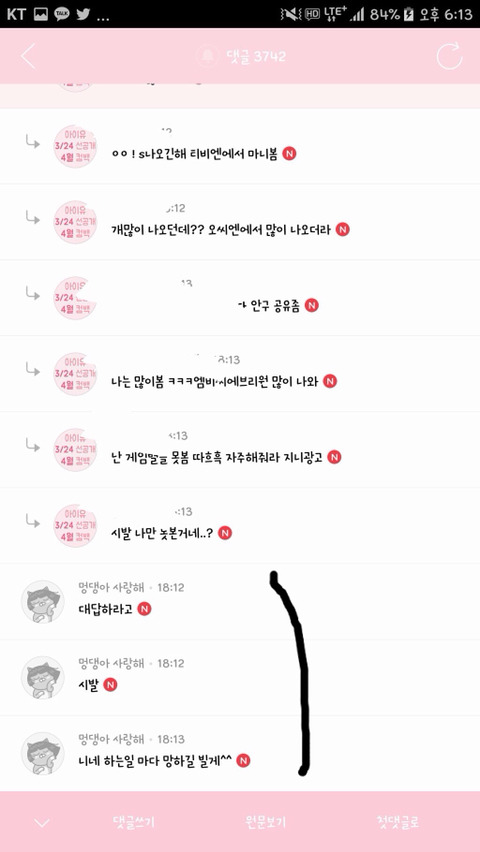 KT TALK ... HD LTE+ 84% 오후 6:13
댓글 3742
아이유
3/24 선공개
4월 컴백
ㅇㅇ ! s나오긴해 티비엔에서 마니봄 N
아이유
3/24 선공개
4월 컴백
:12
개많이 나오던데?? 오씨엔에서 많이 나오더라 N
아이유
3/24
4월 컴백
13
안구 공유좀 N
아이유
3/24 선공개
4월 컴백
:13
나는 많이봄 ㅋㅋㅋ엠비씨에브리원 많이 나와 N
아이유
3/24 선공개
4월 컴백
:13
난 게임 못봄 따흐흑 자주해줘라 지니광고 N
아이유
3/24 선공개
4월 컴백
:13
시발 나만 놋본거네..? N
멍댕아 사랑해 • 18:12
대답하라고 N
멍댕아 사랑해 • 18:12
시발 N
멍댕아 사랑해 • 18:13
니네 하는일 마다 망하길 빌게^^ N
댓글쓰기 원문보기 첫댓글로